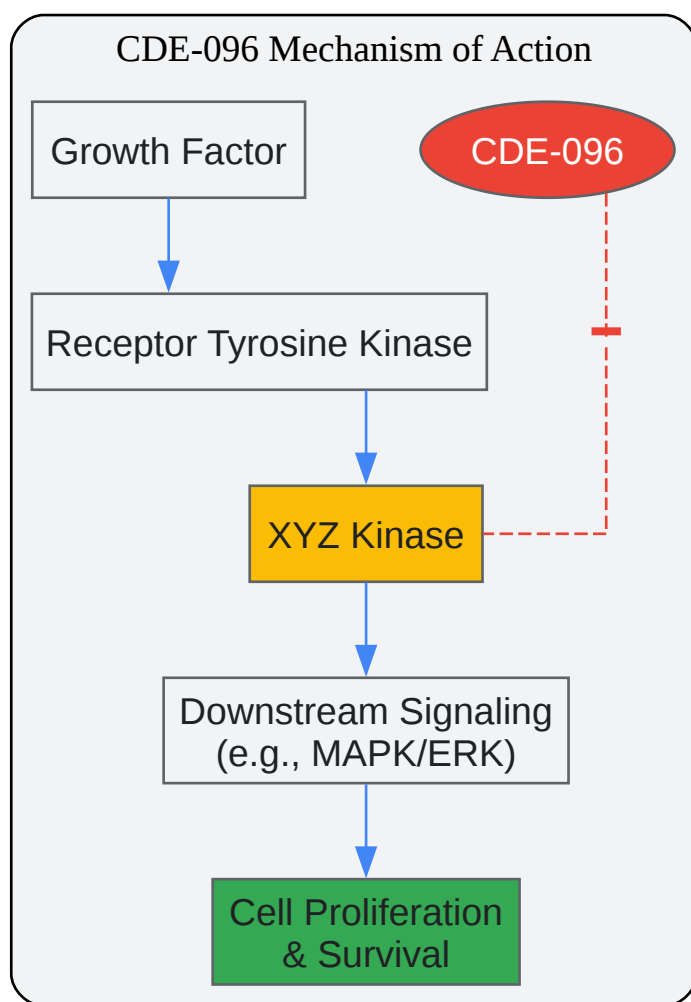 CDE-096 Mechanism of Action
Growth Factor
CDE-096
Receptor Tyrosine Kinase
XYZ Kinase
Downstream Signaling
(e.g., MAPK/ERK)
Cell Proliferation
& Survival